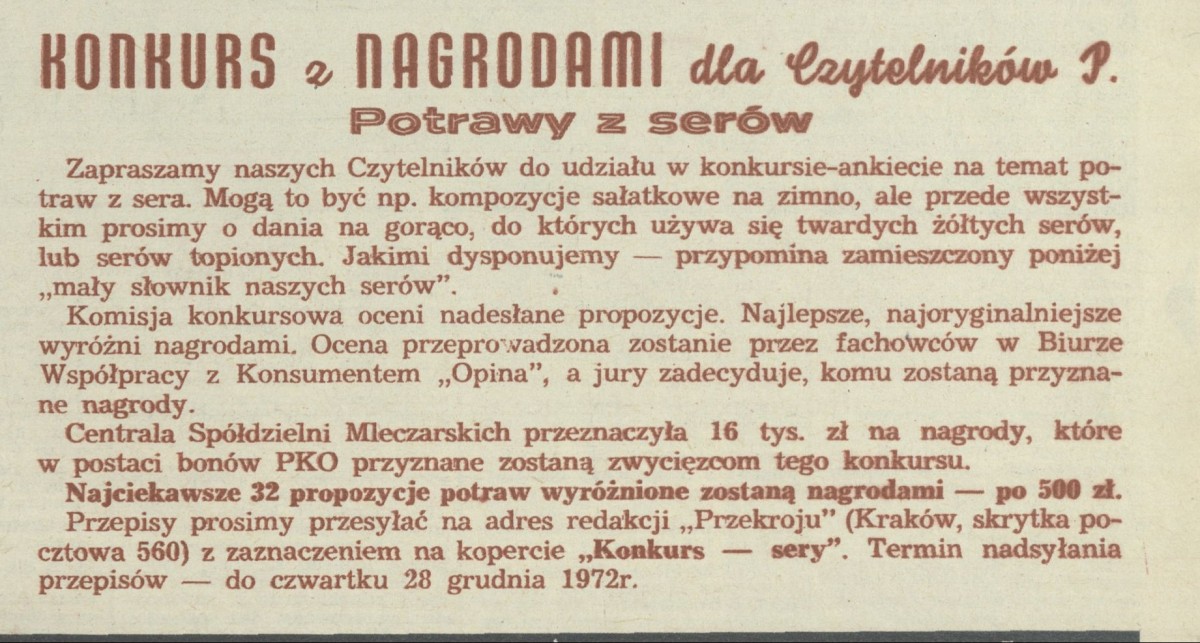 KONKURS z NAGRODAMI dla Czytelników P.
Potrawy z serów
Zapraszamy naszych Czytelników do udziału w konkursie-ankiecie na temat po-
traw z sera. Mogą to być np. kompozycje sałatkowe na zimno, ale przede wszyst-
kim prosimy o dania na gorąco, do których używa się twardych żółtych serów,
lub serów topionych. Jakimi dysponujemy — przypomina zamieszczony poniżej
„mały słownik naszych serów”.
Komisja konkursowa oceni nadesłane propozycje. Najlepsze, najoryginalniejsze
wyróżni nagrodami. Ocena przeprowadzona zostanie przez fachowców w Biurze
Współpracy z Konsumentem „Opina”, a jury zadecyduje, komu zostaną przyzna-
ne nagrody.
Centrala Spółdzielni Mleczarskich przeznaczyła 16 tys. zł na nagrody, które
w postaci bonów PKO przyznane zostaną zwycięzcom tego konkursu.
Najciekawsze 32 propozycje potraw wyróżnione zostaną nagrodami — po 500 zł.
Przepisy prosimy przesyłać na adres redakcji „Przekroju” (Kraków, skrytka po-
cztowa 560) z zaznaczeniem na kopercie „Konkurs — sery”. Termin nadsyłania
przepisów — do czwartku 28 grudnia 1972r.